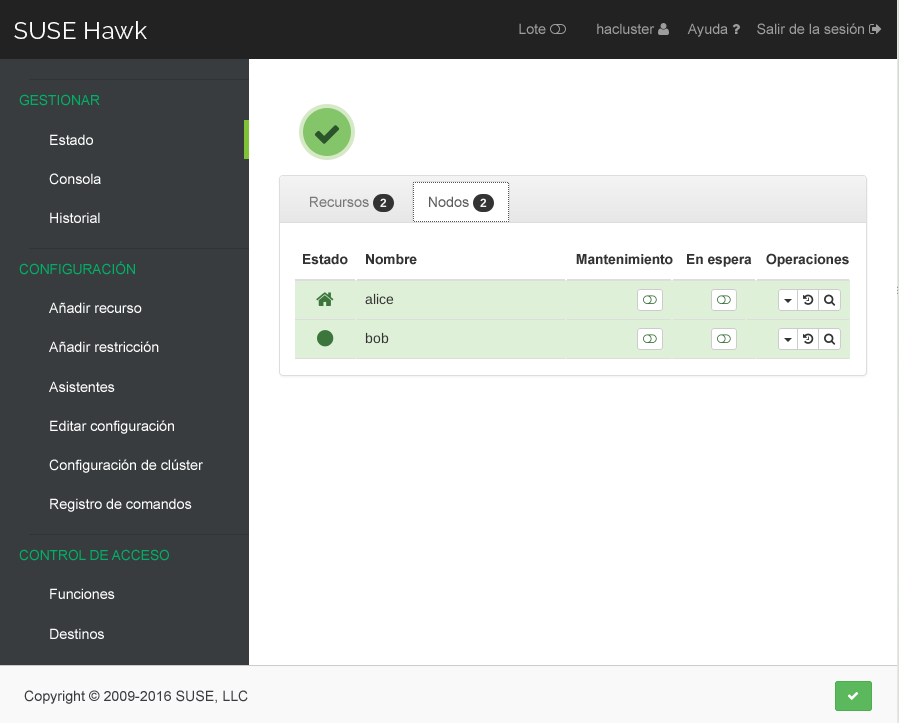 SUSE Hawk
Lote hacluster Ayuda ? Salir de la sesión
GESTIONAR
Estado
Consola
Historial
CONFIGURACIÓN
Añadir recurso
Añadir restricción
Asistentes
Editar configuración
Configuración de clúster
Registro de comandos
CONTROL DE ACCESO
Funciones
Destinos
Recursos 2 Nodos 2
Estado Nombre Mantenimiento En espera Operaciones
alice
bob
Copyright © 2009-2016 SUSE, LLC